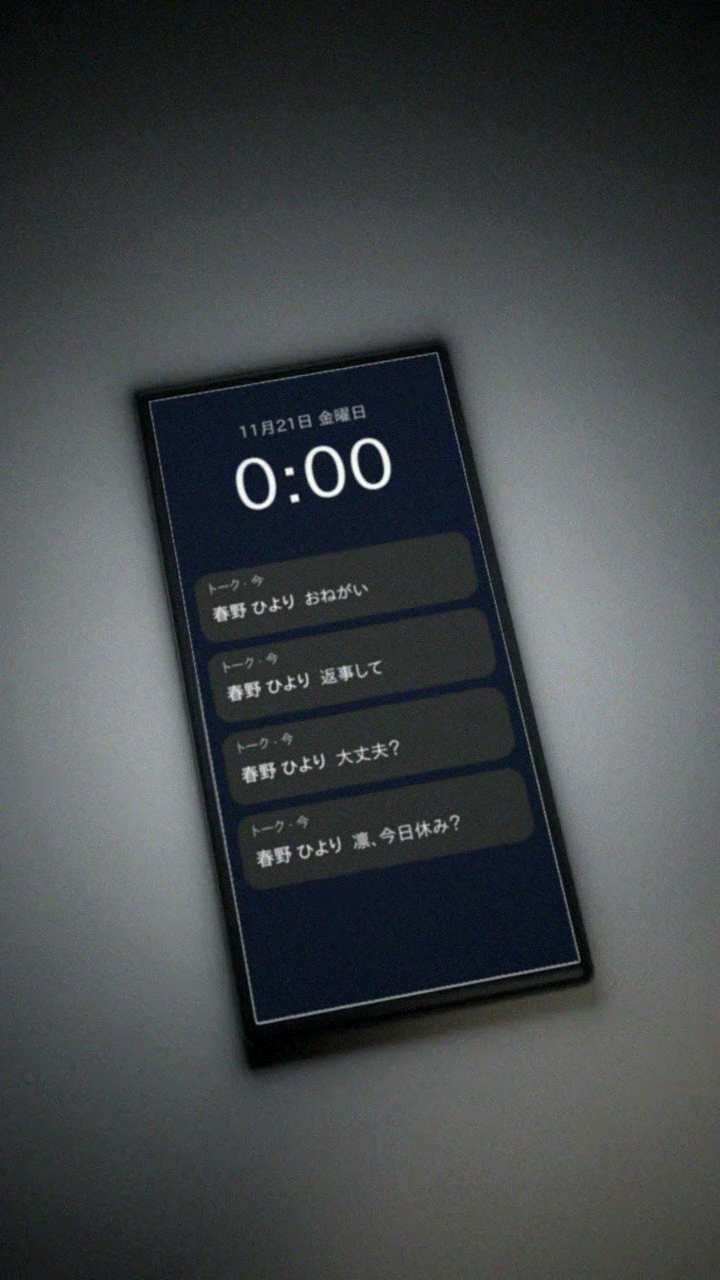 11月21日 金曜日
0:00
トーク・今
春野 ひより おねがい
トーク・今
春野 ひより 返事して
トーク・今
春野 ひより 大丈夫?
トーク・今
春野 ひより 凛、今日休み?